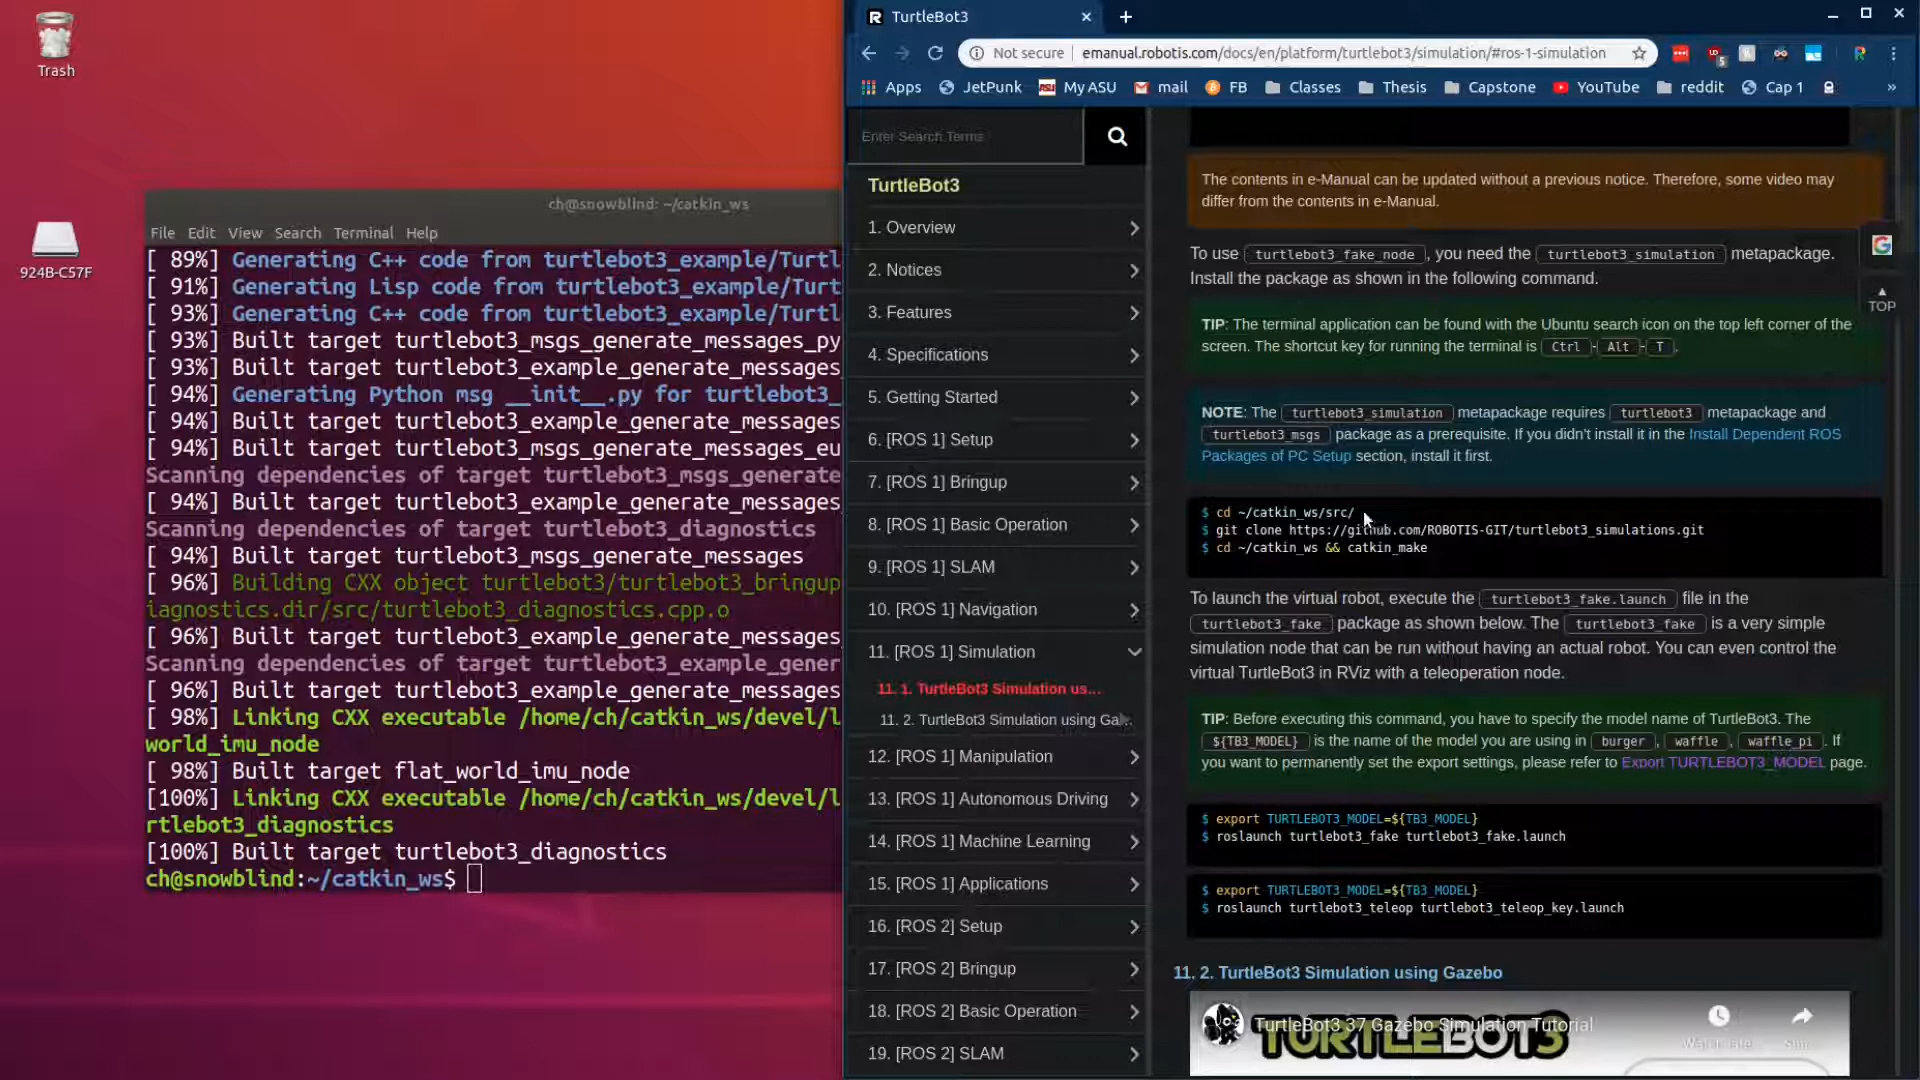 Trash
924B-C57F
ch@snowblind: ~/catkin_ws
File Edit View Search Terminal Help
[ 89%] Generating C++ code from turtlebot3_example/Turtl
[ 91%] Generating Lisp code from turtlebot3_example/Turt
[ 93%] Generating C++ code from turtlebot3_example/Turtl
[ 93%] Built target turtlebot3_msgs_generate_messages_py
[ 93%] Built target turtlebot3_example_generate_messages_
[ 94%] Generating Python msg __init__.py for turtlebot3_
[ 94%] Built target turtlebot3_example_generate_messages_
[ 94%] Built target turtlebot3_msgs_generate_messages_eu
Scanning dependencies of target turtlebot3_msgs_generate
[ 94%] Built target turtlebot3_example_generate_messages_
Scanning dependencies of target turtlebot3_diagnostics
[ 94%] Built target turtlebot3_msgs_generate_messages
[ 96%] Building CXX object turtlebot3/turtlebot3_bringup
iagnostics.dir/src/turtlebot3_diagnostics.cpp.o
[ 96%] Built target turtlebot3_example_generate_messages_
Scanning dependencies of target turtlebot3_example_gener
[ 96%] Built target turtlebot3_example_generate_messages
[ 98%] Linking CXX executable /home/ch/catkin_ws/devel/l
world_imu_node
[ 98%] Built target flat_world_imu_node
[100%] Linking CXX executable /home/ch/catkin_ws/devel/l
rtlebot3_diagnostics
[100%] Built target turtlebot3_diagnostics
ch@snowblind:~/catkin_ws$
TurtleBot3
Not secure emanual.robotis.com/docs/en/platform/turtlebot3/simulation/#ros-1-simulation
Apps JetPunk My ASU mail FB Classes Thesis Capstone YouTube reddit Cap 1 »
Enter Search Terms
TurtleBot3
1. Overview
2. Notices
3. Features
4. Specifications
5. Getting Started
6. [ROS 1] Setup
7. [ROS 1] Bringup
8. [ROS 1] Basic Operation
9. [ROS 1] SLAM
10. [ROS 1] Navigation
11. [ROS 1] Simulation
11. 1. TurtleBot3 Simulation us...
11. 2. TurtleBot3 Simulation using Ga...
12. [ROS 1] Manipulation
13. [ROS 1] Autonomous Driving
14. [ROS 1] Machine Learning
15. [ROS 1] Applications
16. [ROS 2] Setup
17. [ROS 2] Bringup
18. [ROS 2] Basic Operation
19. [ROS 2] SLAM
The contents in e-Manual can be updated without a previous notice. Therefore, some video may
differ from the contents in e-Manual.
To use turtlebot3_fake_node, you need the turtlebot3_simulation metapackage.
Install the package as shown in the following command.
TOP
TIP: The terminal application can be found with the Ubuntu search icon on the top left corner of the
screen. The shortcut key for running the terminal is Ctrl-Alt-T.
NOTE: The turtlebot3_simulation metapackage requires turtlebot3 metapackage and
turtlebot3_msgs package as a prerequisite. If you didn't install it in the Install Dependent ROS
Packages of PC Setup section, install it first.
$ cd ~/catkin_ws/src/
$ git clone https://github.com/ROBOTIS-GIT/turtlebot3_simulations.git
$ cd ~/catkin_ws && catkin_make
To launch the virtual robot, execute the turtlebot3_fake.launch file in the
turtlebot3_fake package as shown below. The turtlebot3_fake is a very simple
simulation node that can be run without having an actual robot. You can even control the
virtual TurtleBot3 in RViz with a teleoperation node.
TIP: Before executing this command, you have to specify the model name of TurtleBot3. The
${TB3_MODEL} is the name of the model you are using in burger, waffle, waffle_pi. If
you want to permanently set the export settings, please refer to Export TURTLEBOT3_MODEL page.
$ export TURTLEBOT3_MODEL=${TB3_MODEL}
$ roslaunch turtlebot3_fake turtlebot3_fake.launch
$ export TURTLEBOT3_MODEL=${TB3_MODEL}
$ roslaunch turtlebot3_teleop turtlebot3_teleop_key.launch
11. 2. TurtleBot3 Simulation using Gazebo
TurtleBot3 37 Gazebo Simulation Tutorial
TURTLEBOT3